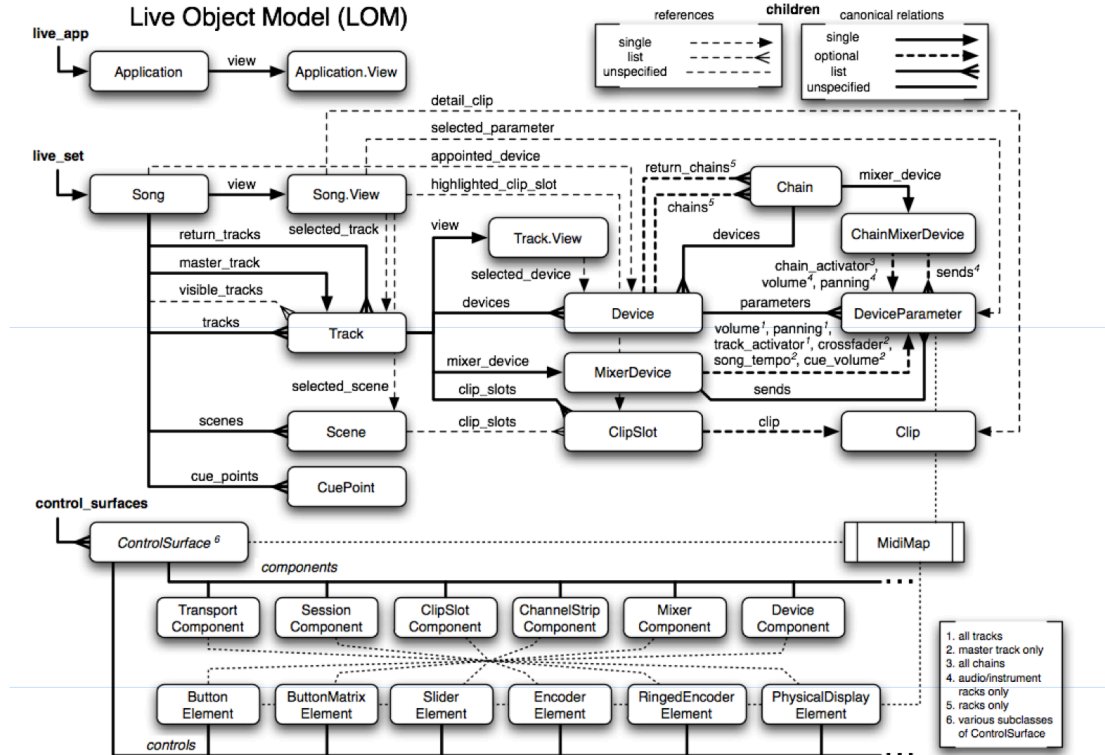 Live Object Model (LOM)
children
references
canonical relations
single
list
unspecified
single
optional
list
unspecified
live_app
Application
view
Application.View
detail_clip
selected_parameter
live_set
appointed_device
Song
view
Song.View
highlighted_clip_slot
return_chains5
chains5
Chain
mixer_device
ChainMixerDevice
selected_track
view
Track.View
devices
return_tracks
master_track
visible_tracks
tracks
Track
selected_device
chain_activator3,
volume4, panning4
sends4
devices
Device
parameters
DeviceParameter
volume1, panning1,
track_activator1, crossfader2,
song_tempo2, cue_volume2
mixer_device
MixerDevice
sends
selected_scene
clip_slots
scenes
Scene
clip_slots
ClipSlot
clip
Clip
cue_points
CuePoint
control_surfaces
ControlSurface 6
MidiMap
components
Transport
Component
Session
Component
ClipSlot
Component
ChannelStrip
Component
Mixer
Component
Device
Component
Button
Element
ButtonMatrix
Element
Slider
Element
Encoder
Element
RingedEncoder
Element
PhysicalDisplay
Element
controls
1. all tracks
2. master track only
3. all chains
4. audio/instrument
racks only
5. racks only
6. various subclasses
of ControlSurface